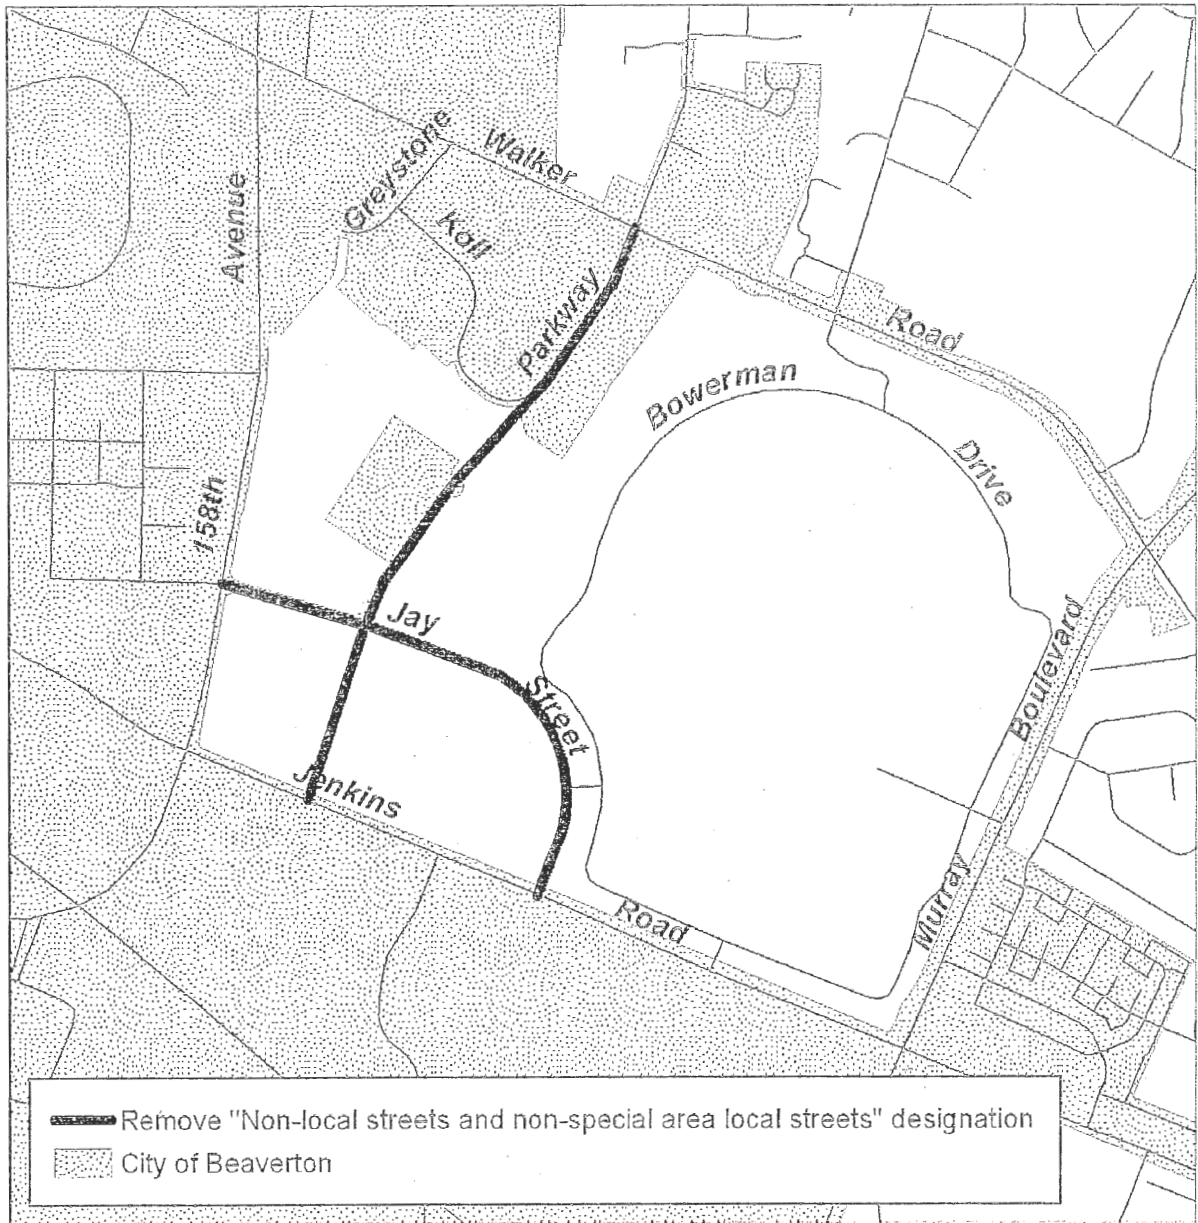 Greystone
Walker
Avenue
Koll
Parkway
Road
Bowerman
Drive
158th
Jay
Street
Boulevard
Jenkins
Road
Murray
Remove "Non-local streets and non-special area local streets" designation
City of Beaverton